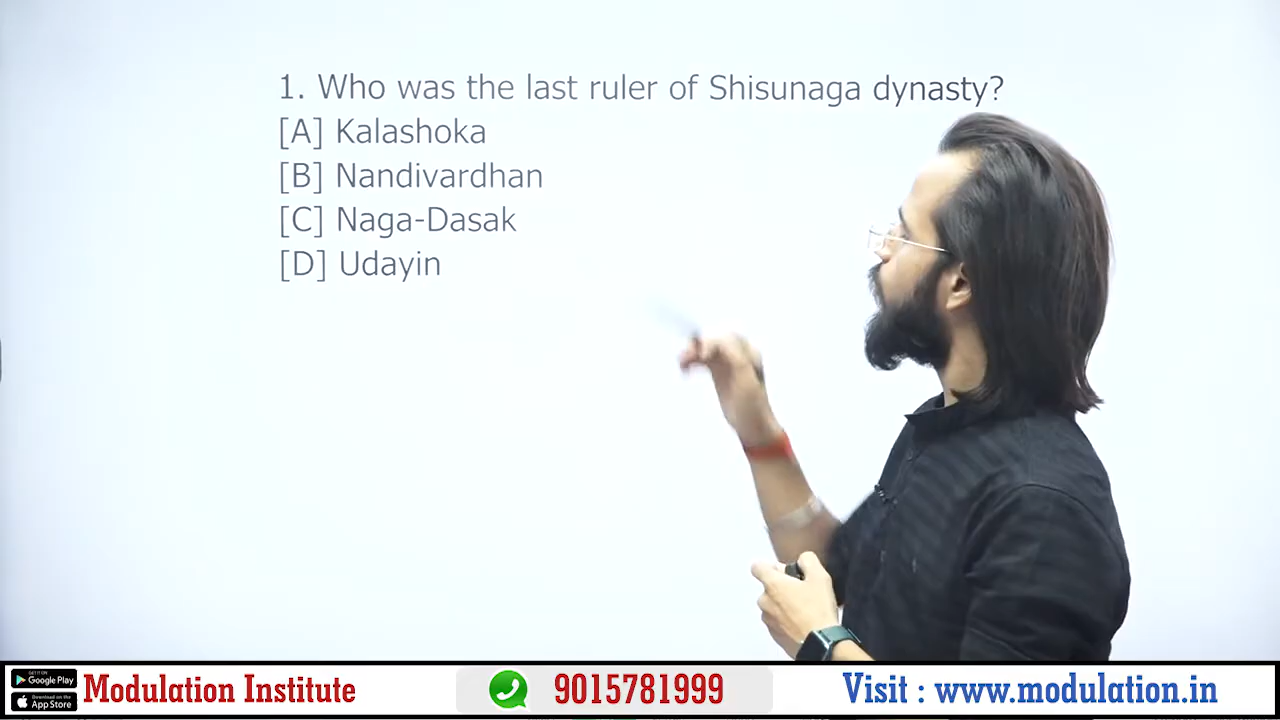 1. Who was the last ruler of Shisunaga dynasty?
[A] Kalashoka
[B] Nandivardhan
[C] Naga-Dasak
[D] Udayin
GET IT ON
Google Play
Download on the
App Store
Modulation Institute
9015781999
Visit : www.modulation.in